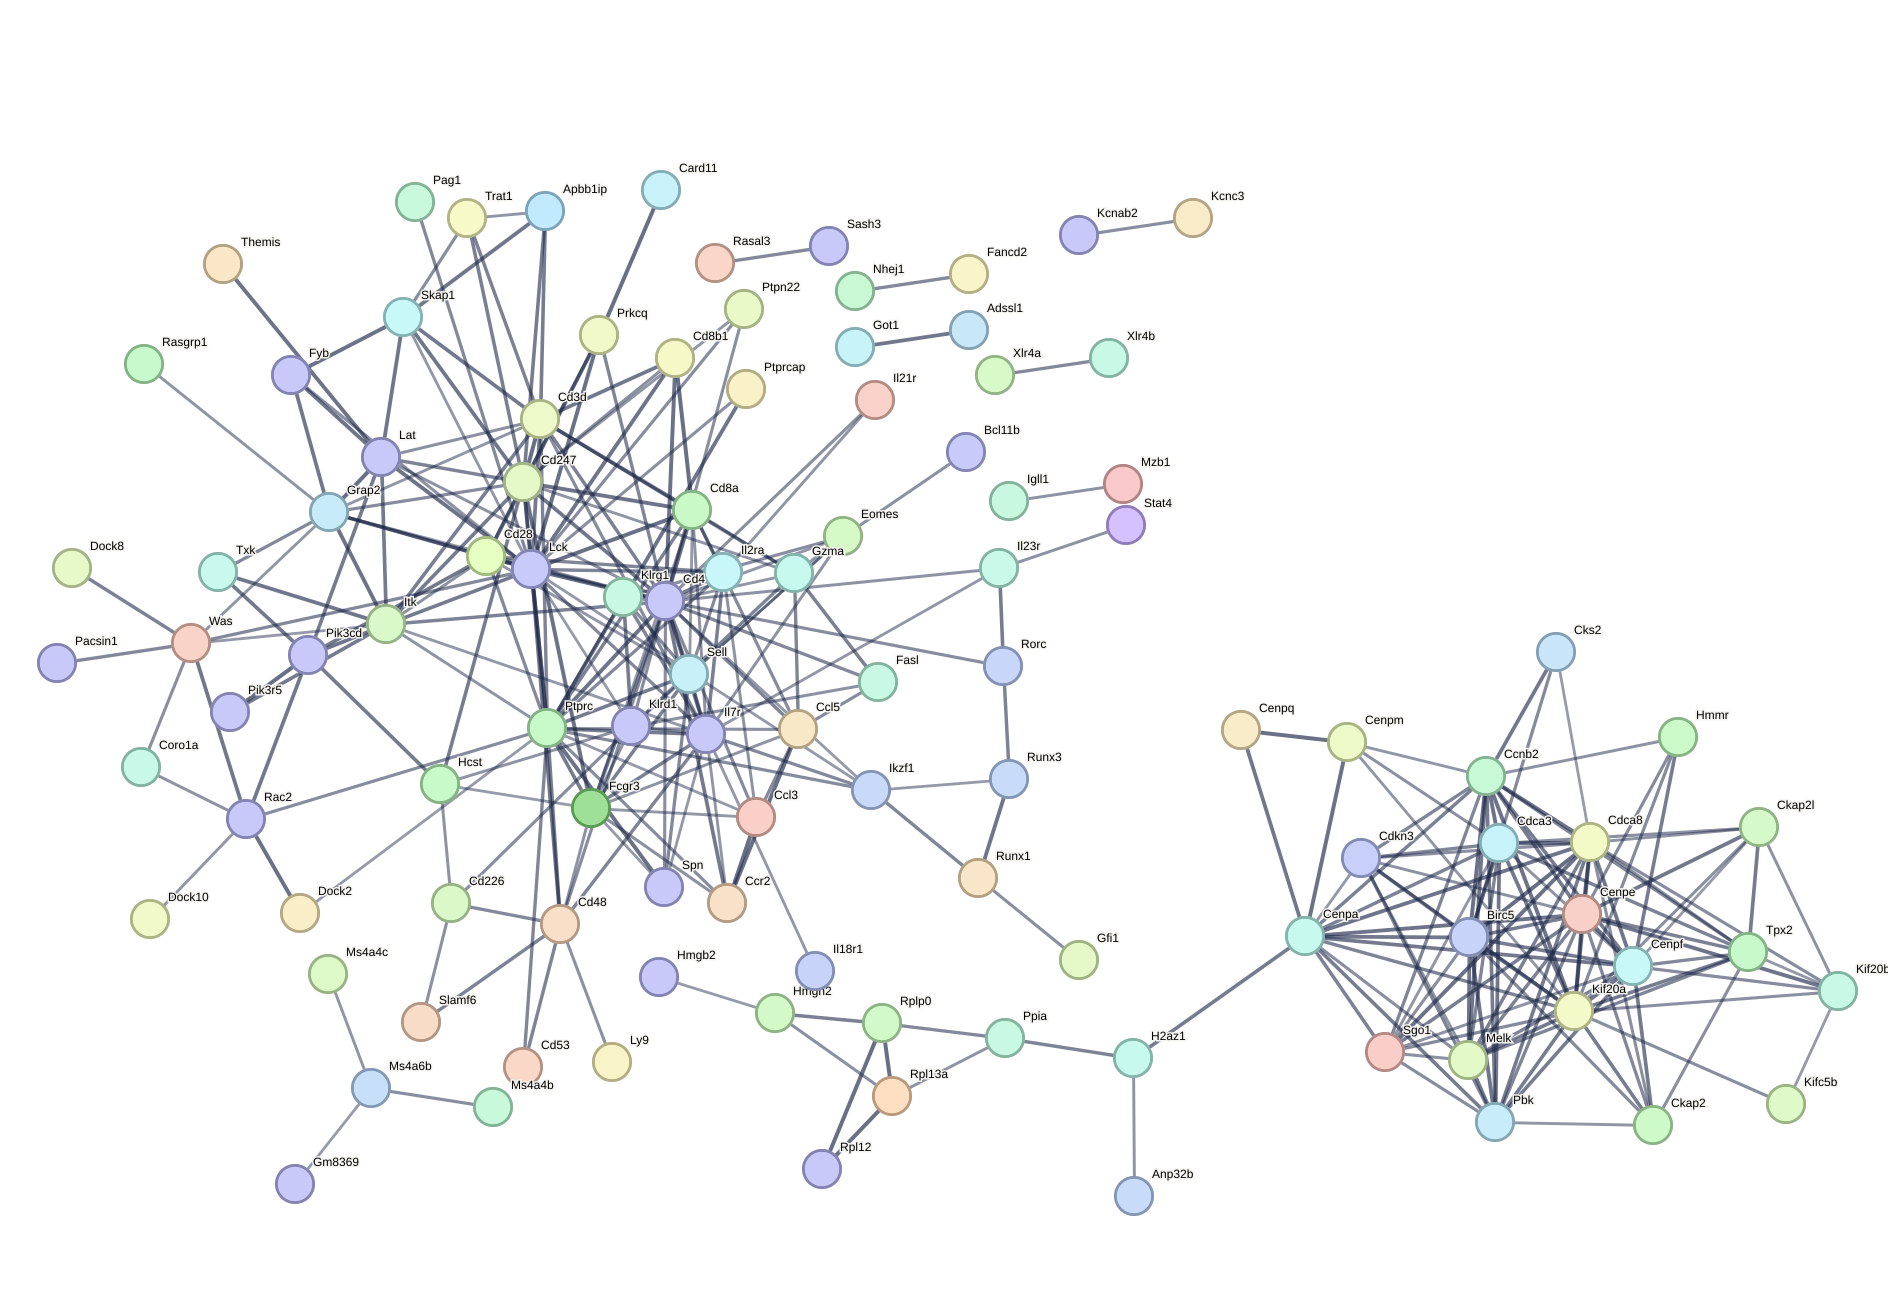 Card11
Pag1
Trat1
Apbb1ip
Kcnc3
Kcnab2
Sash3
Rasal3
Themis
Fancd2
Nhej1
Ptpn22
Skap1
Adssl1
Prkcq
Got1
Cd8b1
Xlr4b
Rasgrp1
Fyb
Xlr4a
Ptprcap
Il21r
Cd3d
Bcl11b
Lat
Cd247
Mzb1
Igll1
Cd8a
Grap2
Stat4
Eomes
Cd28
Dock8
Txk
Lck
Il2ra
Gzma
Il23r
Klrg1
Cd4
Itk
Was
Pik3cd
Cks2
Pacsin1
Rorc
Sell
Fasl
Pik3r5
Ptprc
Klrd1
Il7r
Ccl5
Cenpq
Cenpm
Hmmr
Coro1a
Hcst
Ccnb2
Ikzf1
Runx3
Fcgr3
Rac2
Ccl3
Ckap2l
Cdca3
Cdca8
Cdkn3
Runx1
Spn
Cd226
Ccr2
Dock10
Dock2
Cenpe
Cd48
Cenpa
Birc5
Gfi1
Tpx2
Cenpf
Ms4a4c
Il18r1
Hmgb2
Kif20b
Hmgn2
Kif20a
Slamf6
Rplp0
Ppia
Sgo1
H2az1
Melk
Cd53
Ly9
Ms4a6b
Rpl13a
Ms4a4b
Kifc5b
Pbk
Ckap2
Rpl12
Gm8369
Anp32b